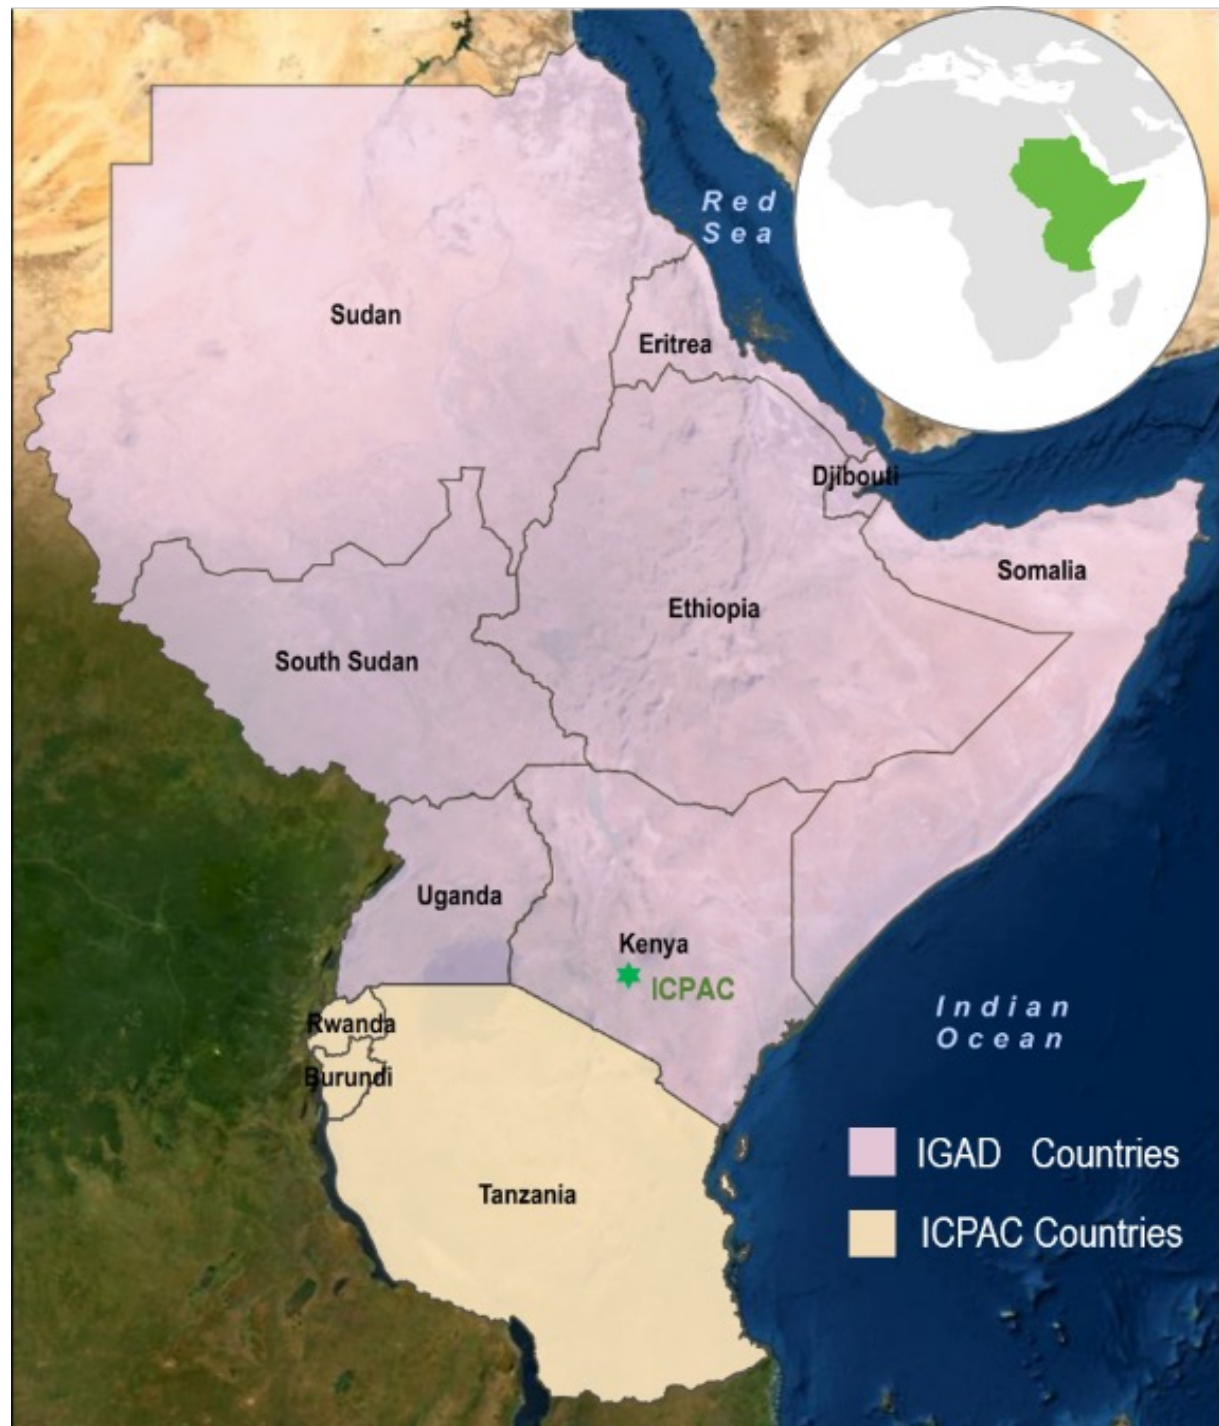 Red
Sea
Sudan
Eritrea
Djibouti
Somalia
Ethiopia
South Sudan
Uganda
Kenya
ICPAC
Indian
Ocean
Rwanda
Burundi
Tanzania
IGAD Countries
ICPAC Countries